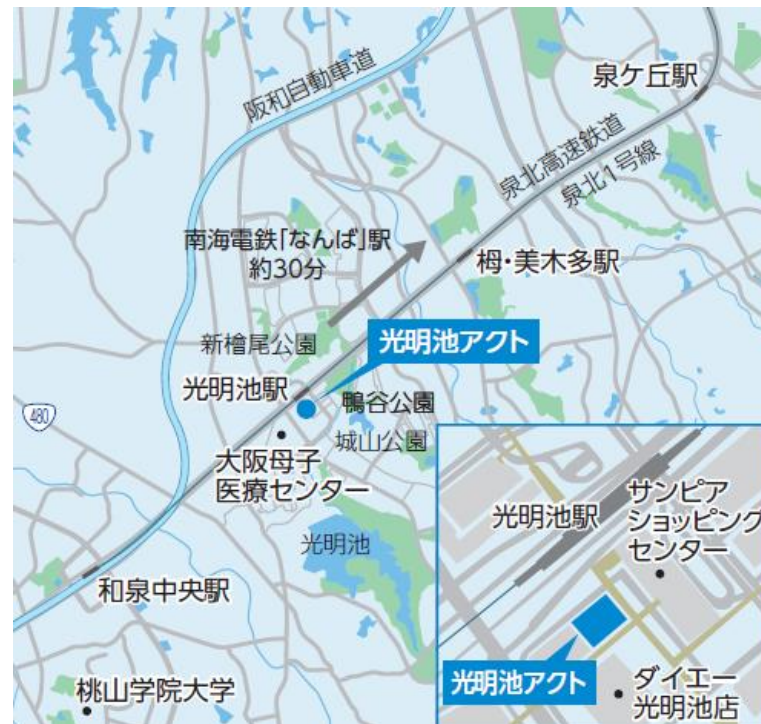 泉ケ丘駅
阪和自動車道
泉北高速鉄道
泉北1号線
南海電鉄「なんば」駅
約30分
栂・美木多駅
新檜尾公園
光明池アクト
光明池駅
鴨谷公園
480
城山公園
大阪母子
医療センター
光明池
和泉中央駅
桃山学院大学
光明池駅
サンピア
ショッピング
センター
光明池アクト
ダイエー
光明池店